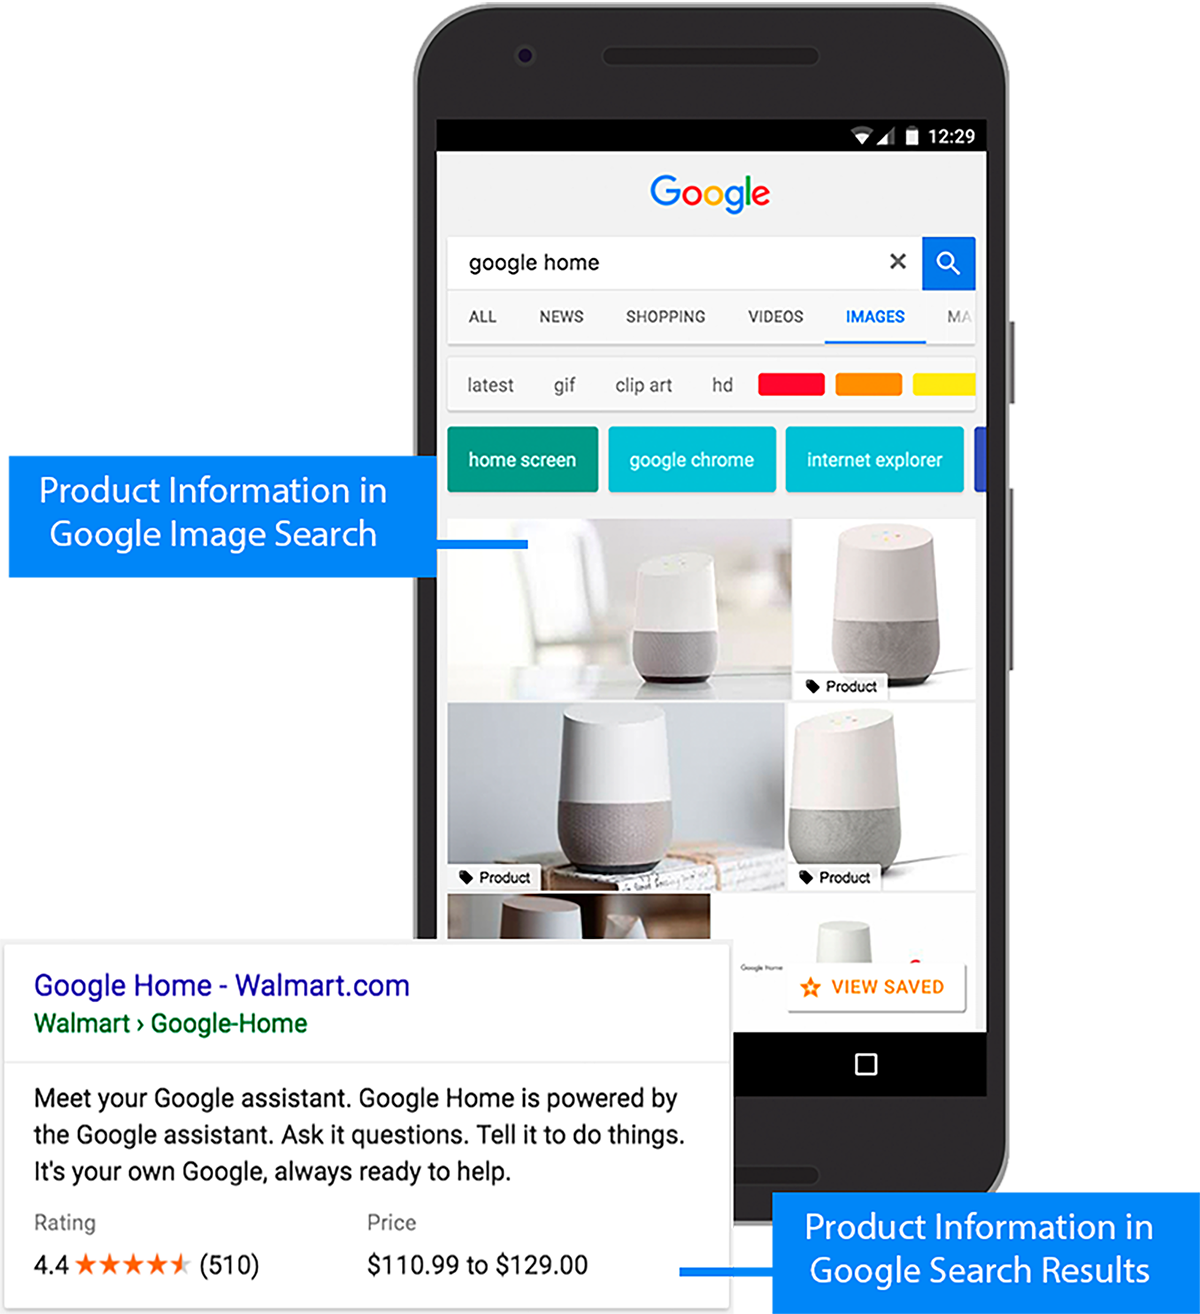 12:29
Google
google home
ALL NEWS SHOPPING VIDEOS IMAGES MA
latest gif clip art hd
home screen google chrome internet explorer
Product Information in
Google Image Search
Product
Product
Product
Google Home
VIEW SAVED
Google Home - Walmart.com
Walmart › Google-Home
Meet your Google assistant. Google Home is powered by
the Google assistant. Ask it questions. Tell it to do things.
It's your own Google, always ready to help.
Rating Price
4.4 (510) $110.99 to $129.00
Product Information in
Google Search Results